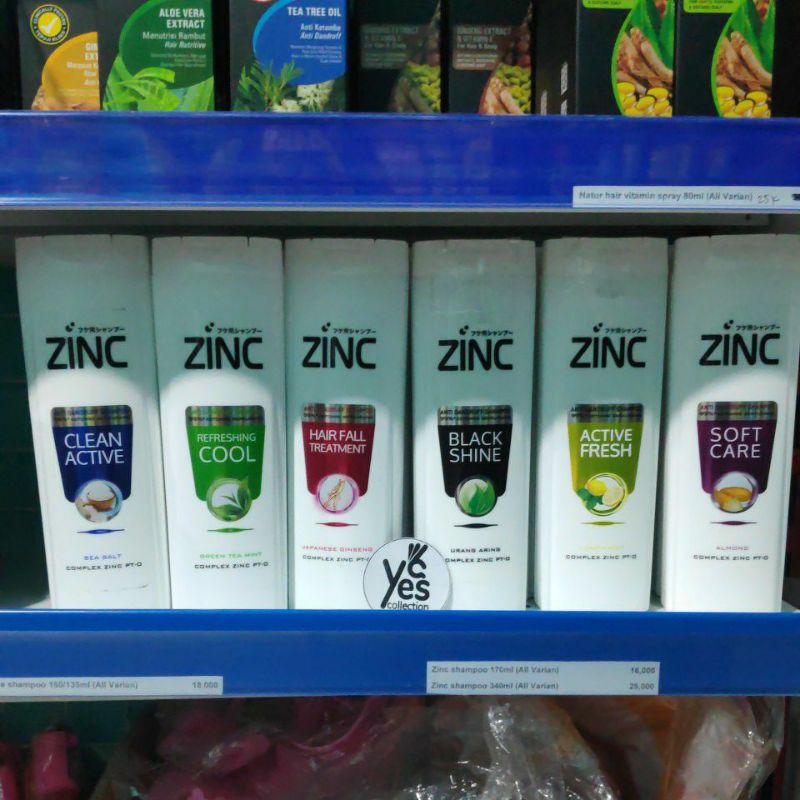 ALOE VERA
EXTRACT
Menutrisi Rambut
Hair Nutritive
TEA TREE OIL
Anti Ketombe
Anti Dandruff
GINSENG EXTRACT
& VITAMIN E
Natur hair vitamin spray 80ml (All Varian) 25K
フケ用シャンプー
ZINC
CLEAN
ACTIVE
SEA SALT
COMPLEX ZINC PT-O
フケ用シャンプー
ZINC
REFRESHING
COOL
GREEN TEA MINT
COMPLEX ZINC PT-O
フケ用シャンプー
ZINC
HAIR FALL
TREATMENT
JAPANESE GINSENG
COMPLEX ZINC PT-O
フケ用シャンプー
ZINC
BLACK
SHINE
URANG ARING
COMPLEX ZINC PT-O
フケ用シャンプー
ZINC
ACTIVE
FRESH
COMPLEX ZINC PT-O
フケ用シャンプー
ZINC
SOFT
CARE
ALMOND
COMPLEX ZINC PT-O
yes
collection
shampoo 160/135ml (All Varian) 18,000
Zinc shampoo 170ml (All Varian) 16,000
Zinc shampoo 340ml (All Varian) 25,000